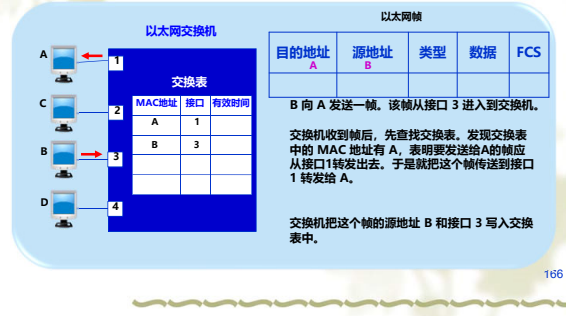 以太网交换机
A
1
C
2
B
3
D
4
交换表
MAC地址 接口 有效时间
A 1
B 3
以太网帧
目的地址 源地址 类型 数据 FCS
A B
B 向 A 发送一帧。该帧从接口 3 进入到交换机。
交换机收到帧后，先查找交换表。发现交换表
中的 MAC 地址有 A，表明要发送给A的帧应
从接口1转发出去。于是就把这个帧传送到接口
1 转发给 A。
交换机把这个帧的源地址 B 和接口 3 写入交换
表中。
166